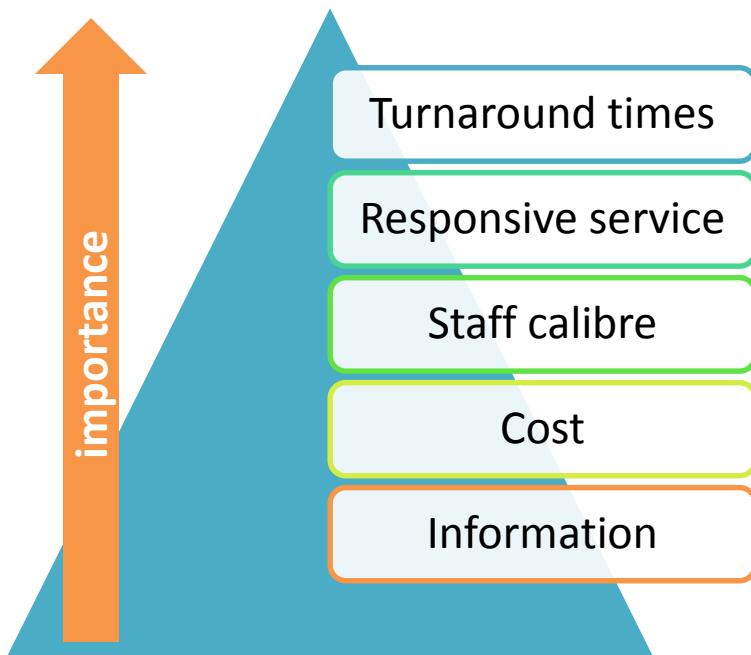 importance
Turnaround times
Responsive service
Staff calibre
Cost
Information